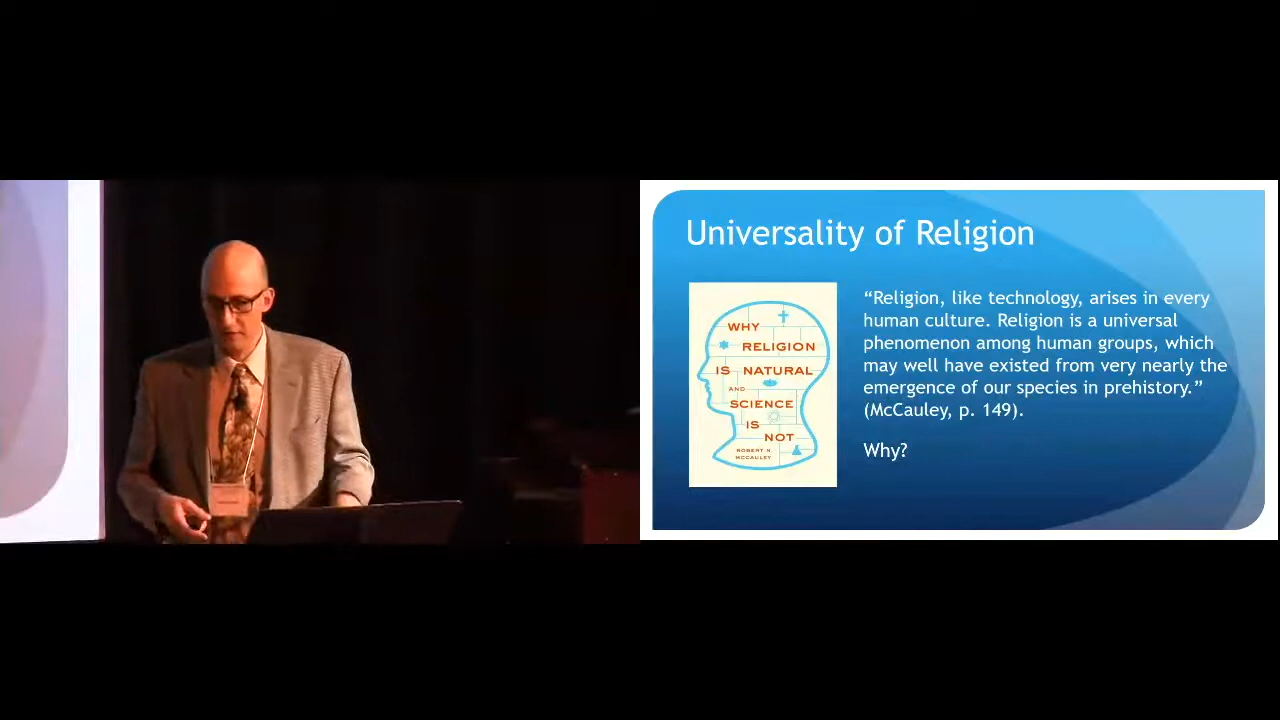 Universality of Religion
WHY
RELIGION
IS NATURAL
AND
SCIENCE
IS
NOT
ROBERT N.
MCCAULEY
“Religion, like technology, arises in every
human culture. Religion is a universal
phenomenon among human groups, which
may well have existed from very nearly the
emergence of our species in prehistory.”
(McCauley, p. 149).
Why?